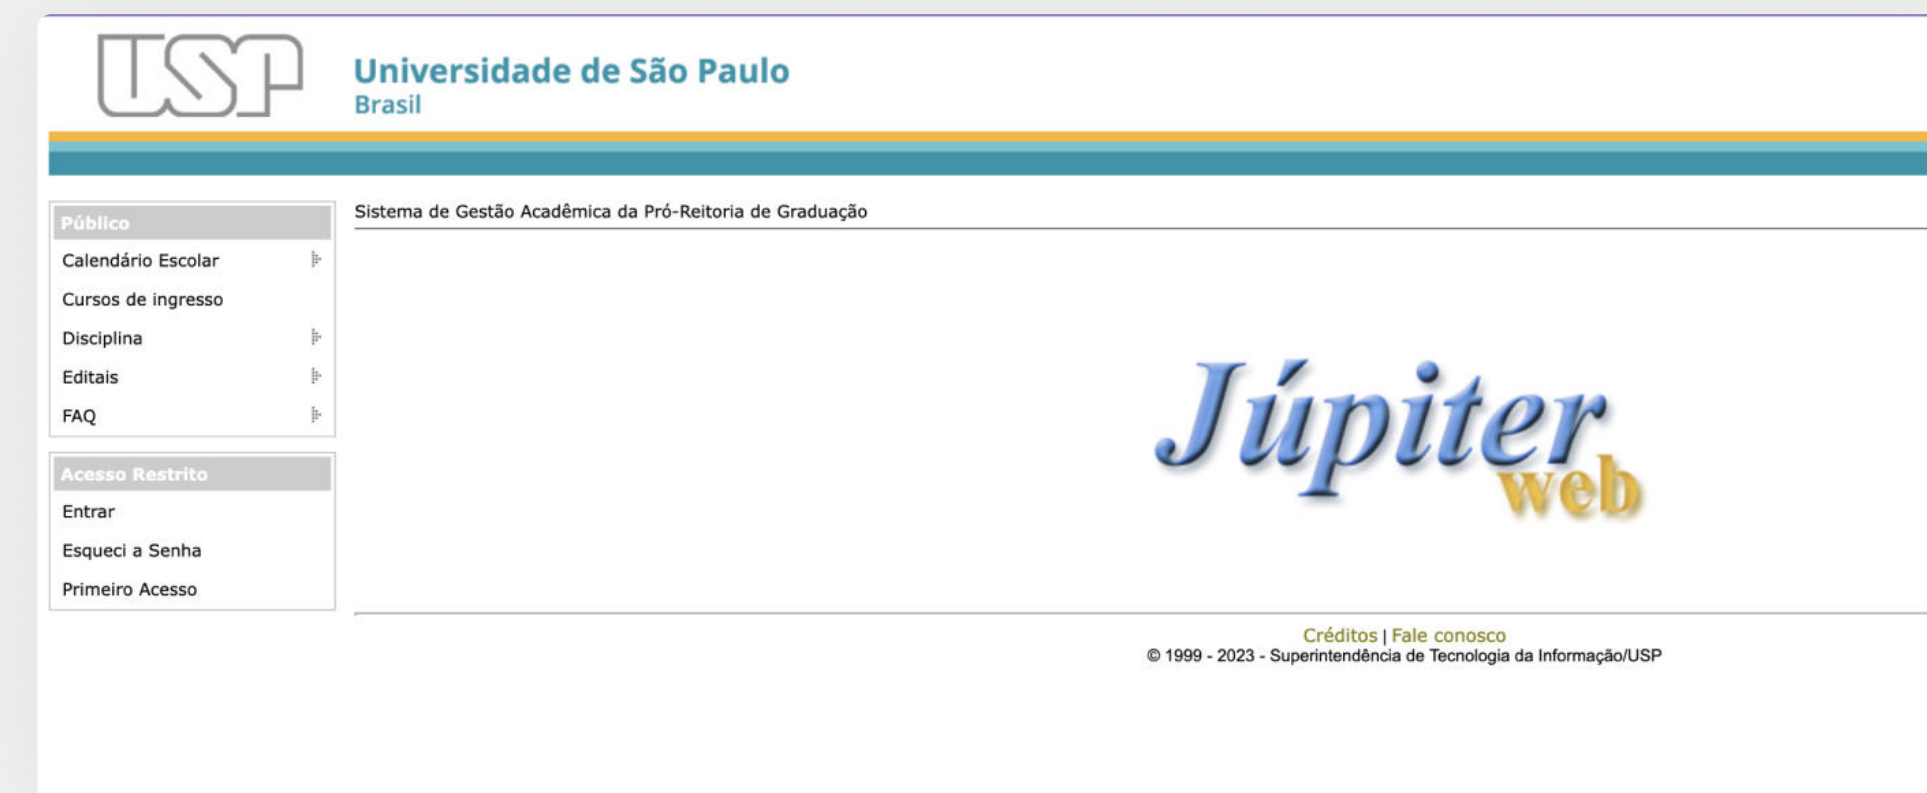 USP
Universidade de São Paulo
Brasil
Público
Calendário Escolar
Cursos de ingresso
Disciplina
Editais
FAQ
Acesso Restrito
Entrar
Esqueci a Senha
Primeiro Acesso
Sistema de Gestão Acadêmica da Pró-Reitoria de Graduação
Júpiter
web
Créditos | Fale conosco
© 1999 - 2023 - Superintendência de Tecnologia da Informação/USP